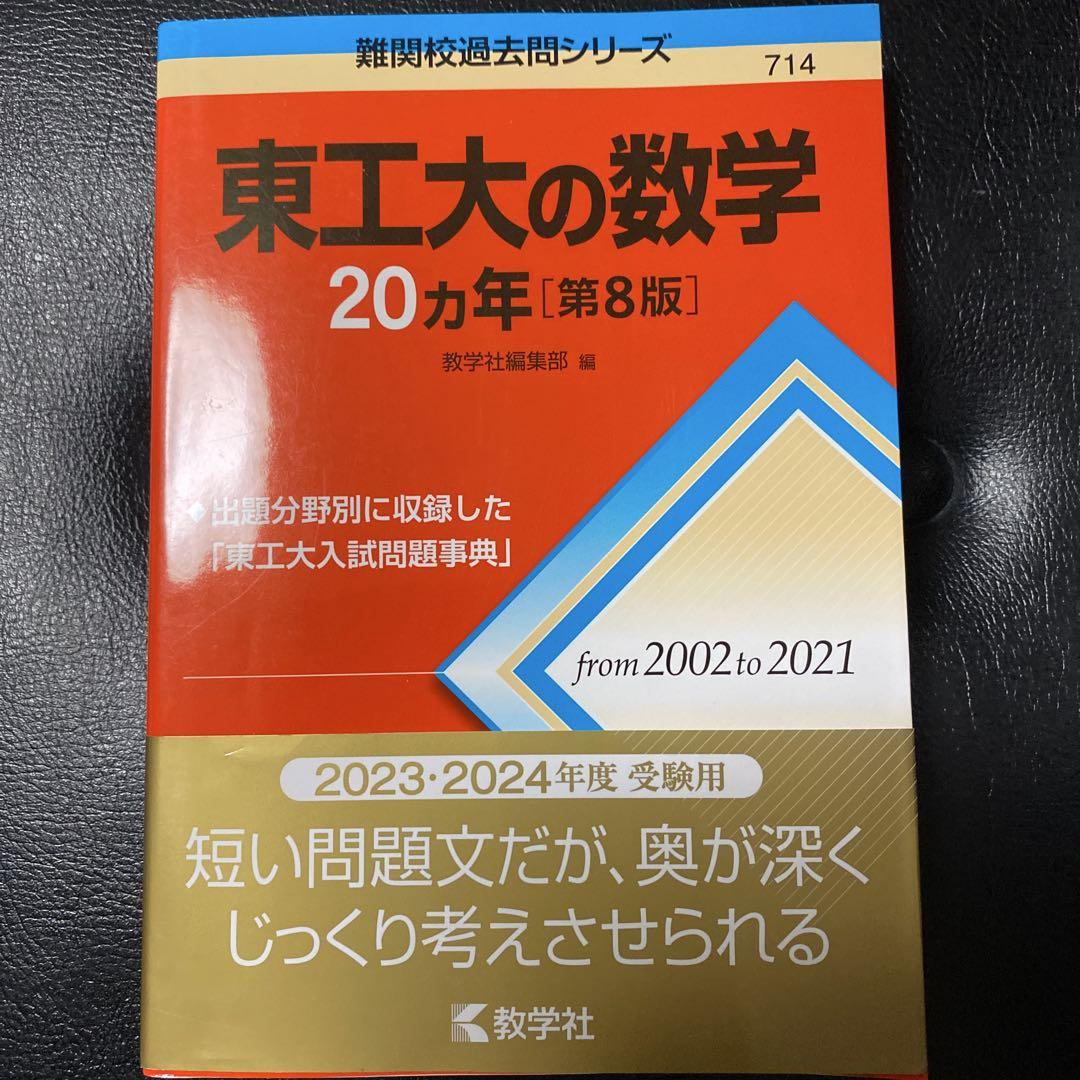 難関校過去問シリーズ
714
東工大の数学
20ヵ年[第8版]
教学社編集部 編
◆出題分野別に収録した
「東工大入試問題事典」
from 2002 to 2021
2023・2024年度 受験用
短い問題文だが、奥が深く
じっくり考えさせられる
教学社